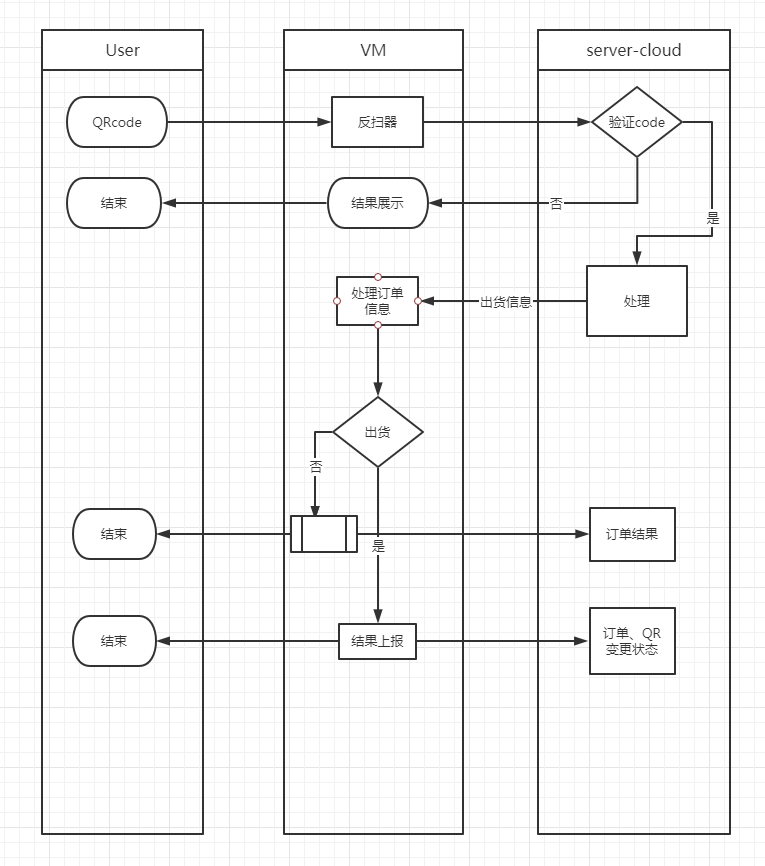 User
VM
server-cloud
QRcode
反扫器
验证code
结束
结果展示
否
是
处理订单
信息
出货信息
处理
出货
否
结束
是
订单结果
结束
结果上报
订单、QR
变更状态